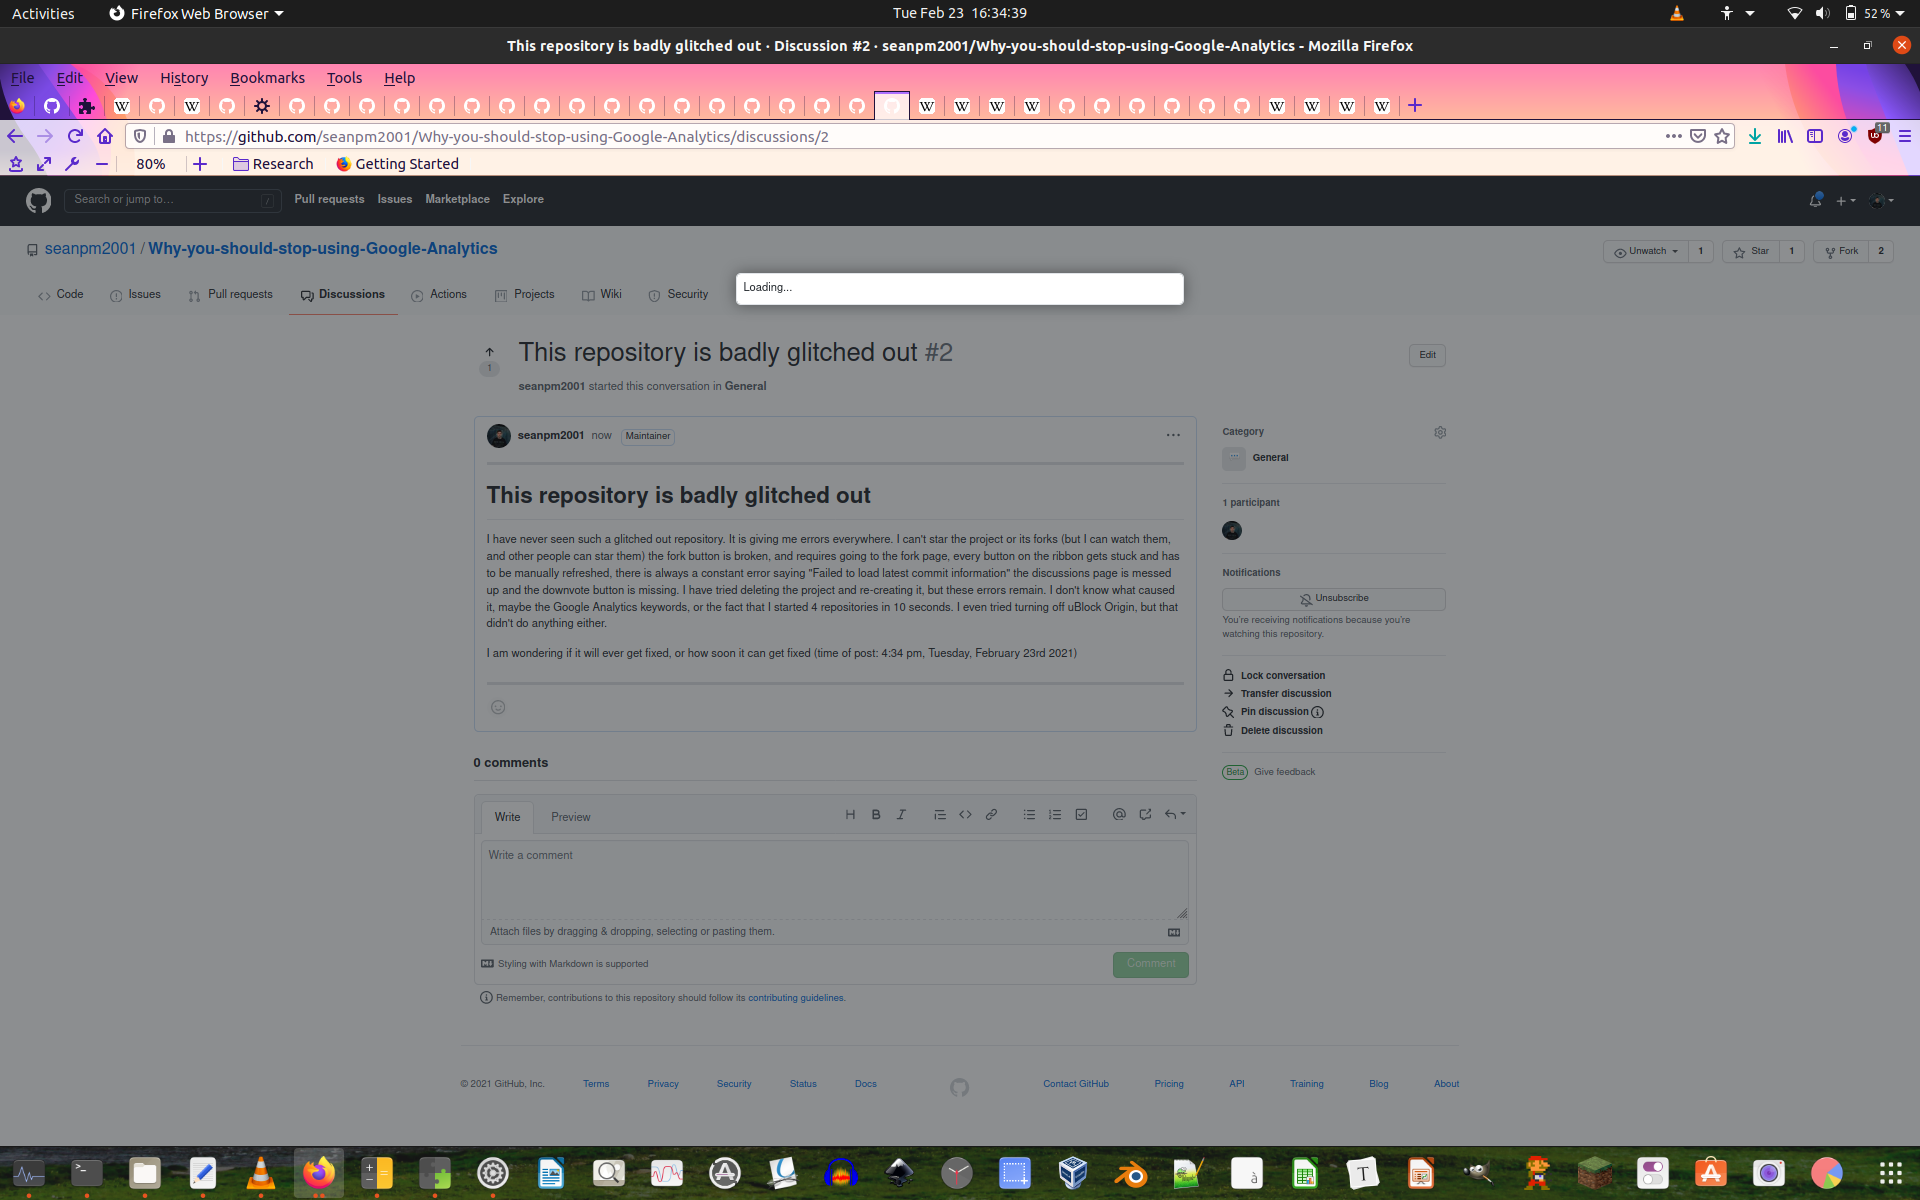 Activities
Firefox Web Browser
Tue Feb 23 16:34:39
52 %
This repository is badly glitched out · Discussion #2 · seanpm2001/Why-you-should-stop-using-Google-Analytics - Mozilla Firefox
File Edit View History Bookmarks Tools Help
https://github.com/seanpm2001/Why-you-should-stop-using-Google-Analytics/discussions/2
11
80%
Research
Getting Started
Search or jump to...
/
Pull requests Issues Marketplace Explore
seanpm2001 / Why-you-should-stop-using-Google-Analytics
Unwatch 1
Star 1
Fork 2
Code Issues Pull requests Discussions Actions Projects Wiki Security
Loading...
This repository is badly glitched out #2
1
Edit
seanpm2001 started this conversation in General
seanpm2001 now Maintainer
This repository is badly glitched out
I have never seen such a glitched out repository. It is giving me errors everywhere. I can't star the project or its forks (but I can watch them,
and other people can star them) the fork button is broken, and requires going to the fork page, every button on the ribbon gets stuck and has
to be manually refreshed, there is always a constant error saying "Failed to load latest commit information" the discussions page is messed
up and the downvote button is missing. I have tried deleting the project and re-creating it, but these errors remain. I don't know what caused
it, maybe the Google Analytics keywords, or the fact that I started 4 repositories in 10 seconds. I even tried turning off uBlock Origin, but that
didn't do anything either.
I am wondering if it will ever get fixed, or how soon it can get fixed (time of post: 4:34 pm, Tuesday, February 23rd 2021)
Category
General
1 participant
Notifications
Unsubscribe
You're receiving notifications because you're
watching this repository.
Lock conversation
Transfer discussion
Pin discussion
Delete discussion
Beta Give feedback
0 comments
Write Preview
Write a comment
Attach files by dragging & dropping, selecting or pasting them.
Styling with Markdown is supported
Comment
Remember, contributions to this repository should follow its contributing guidelines.
© 2021 GitHub, Inc. Terms Privacy Security Status Docs Contact GitHub Pricing API Training Blog About